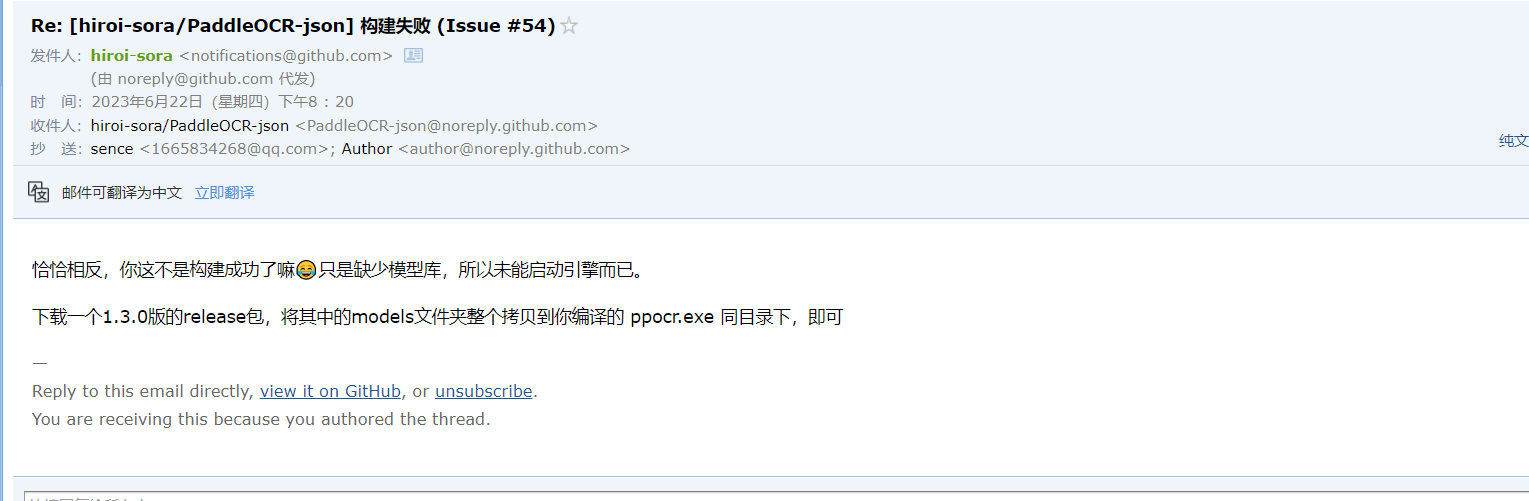 Re: [hiroi-sora/PaddleOCR-json] 构建失败 (Issue #54)
发件人：hiroi-sora <notifications@github.com>
(由 noreply@github.com 代发)
时 间：2023年6月22日 (星期四) 下午8：20
收件人：hiroi-sora/PaddleOCR-json <PaddleOCR-json@noreply.github.com>
抄 送：sence <1665834268@qq.com>; Author <author@noreply.github.com>
纯文
邮件可翻译为中文 立即翻译
恰恰相反，你这不是构建成功了嘛😂只是缺少模型库，所以未能启动引擎而已。
下载一个1.3.0版的release包，将其中的models文件夹整个拷贝到你编译的 ppocr.exe 同目录下，即可
—
Reply to this email directly, view it on GitHub, or unsubscribe.
You are receiving this because you authored the thread.